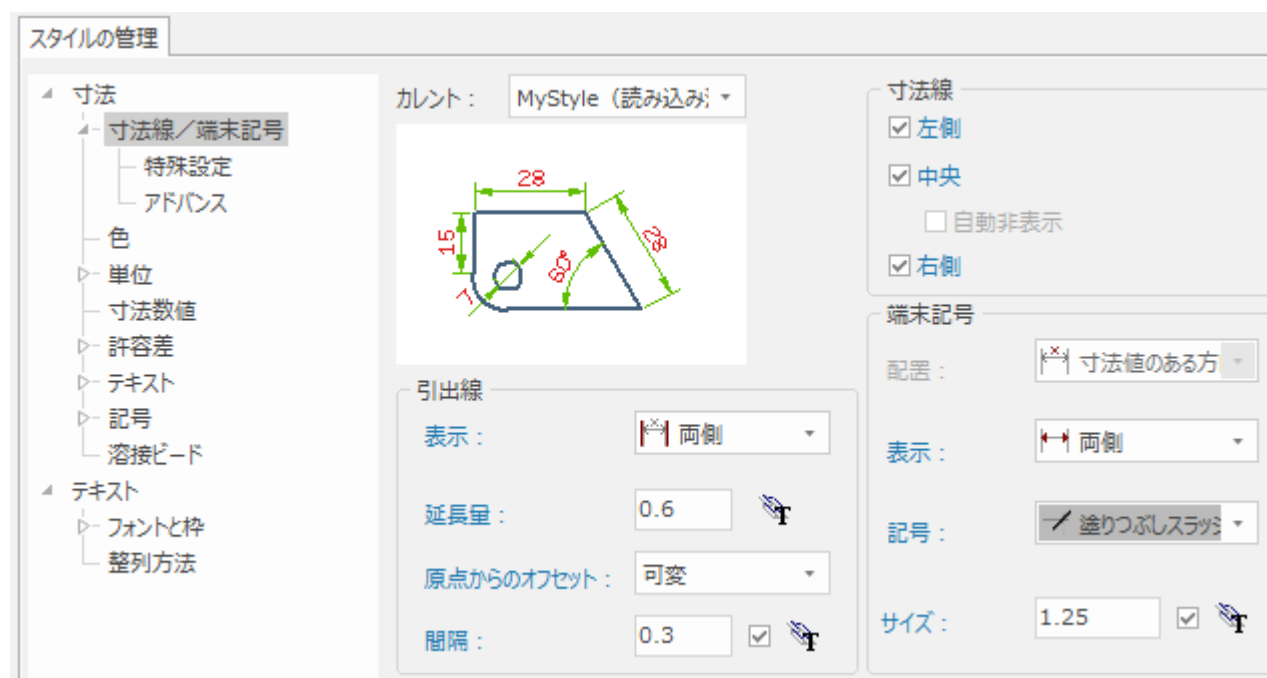 スタイルの管理
寸法
寸法線／端末記号
特殊設定
アドバンス
色
単位
寸法数値
許容差
テキスト
記号
溶接ビード
テキスト
フォントと枠
整列方法
カレント： MyStyle（読み込み
28
15
28
60°
7
引出線
表示： 両側
延長量： 0.6
原点からのオフセット： 可変
間隔： 0.3
寸法線
左側
中央
自動非表示
右側
端末記号
配置： 寸法値のある方
表示： 両側
記号： 塗りつぶしスラッシ
サイズ： 1.25